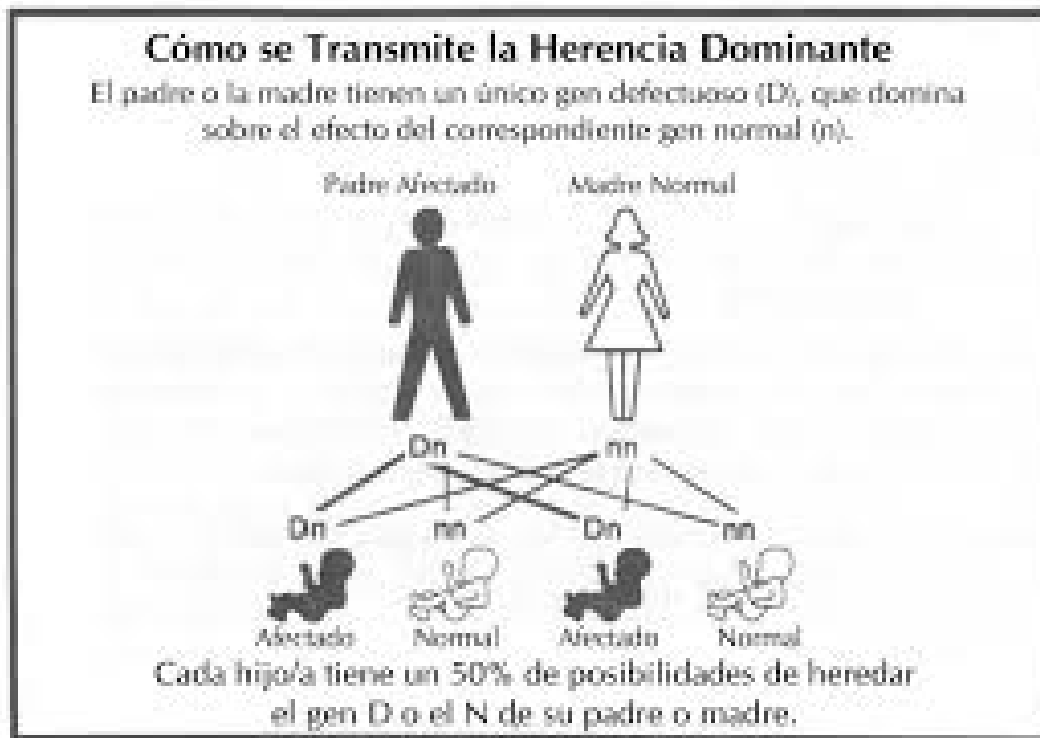 Cómo se Transmite la Herencia Dominante
El padre o la madre tienen un único gen defectuoso (D), que domina
sobre el efecto del correspondiente gen normal (n).
Padre Afectado Madre Normal
Dn nn
Dn nn Dn nn
Afectado Normal Afectado Normal
Cada hijo/a tiene un 50% de posibilidades de heredar
el gen D o el N de su padre o madre.